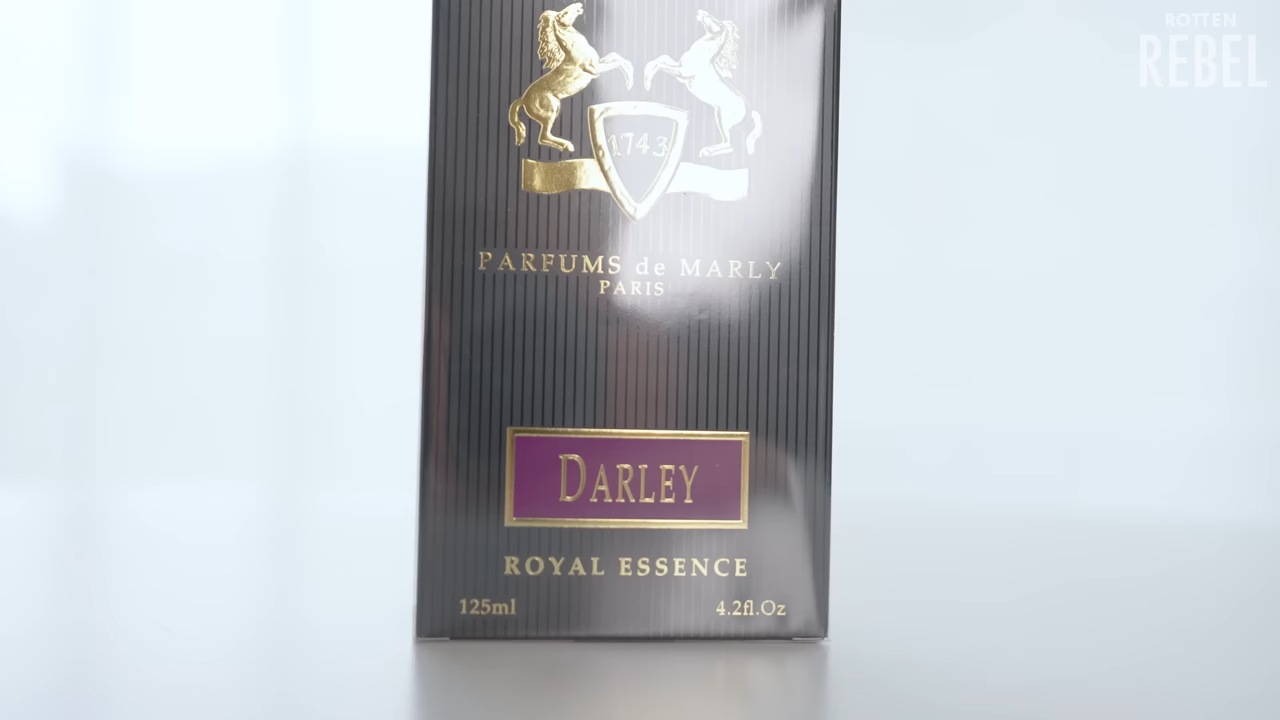 ROTTEN
REBEL
1743
PARFUMS de MARLY
PARIS
DARLEY
ROYAL ESSENCE
125ml 4.2fl.Oz